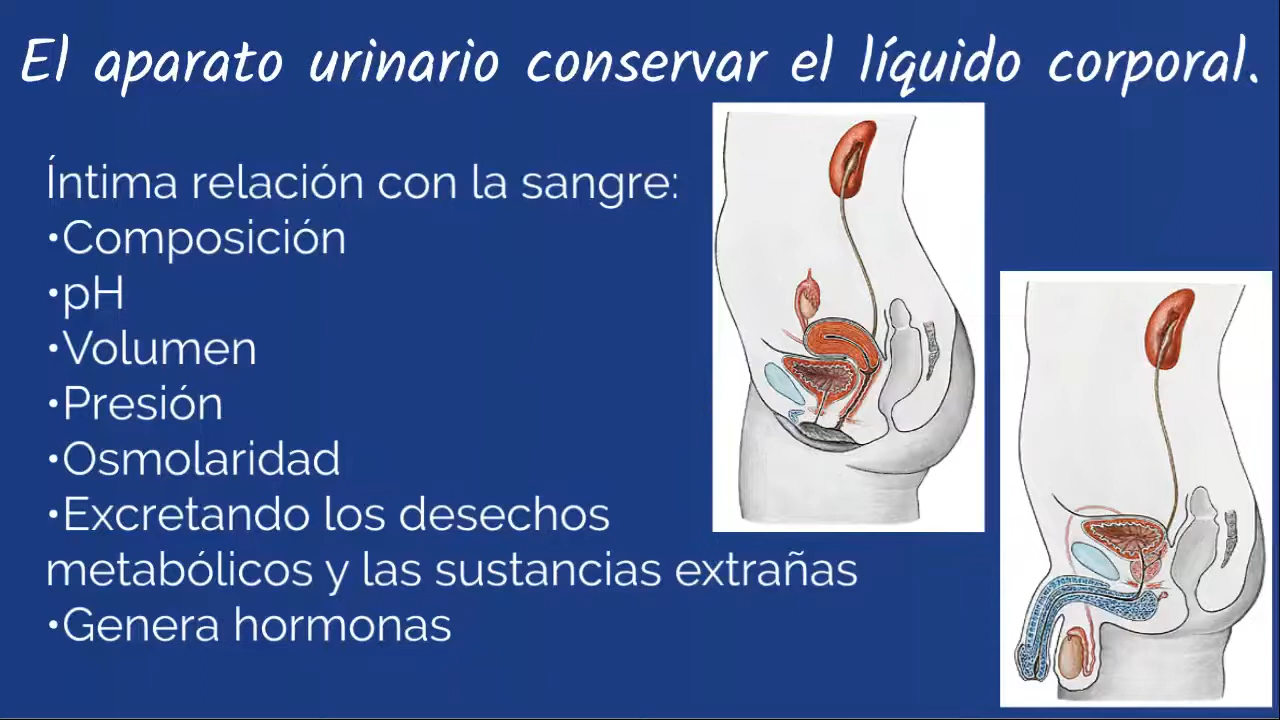 El aparato urinario conservar el líquido corporal.
Íntima relación con la sangre:
•Composición
•pH
•Volumen
•Presión
•Osmolaridad
•Excretando los desechos
metabólicos y las sustancias extrañas
•Genera hormonas